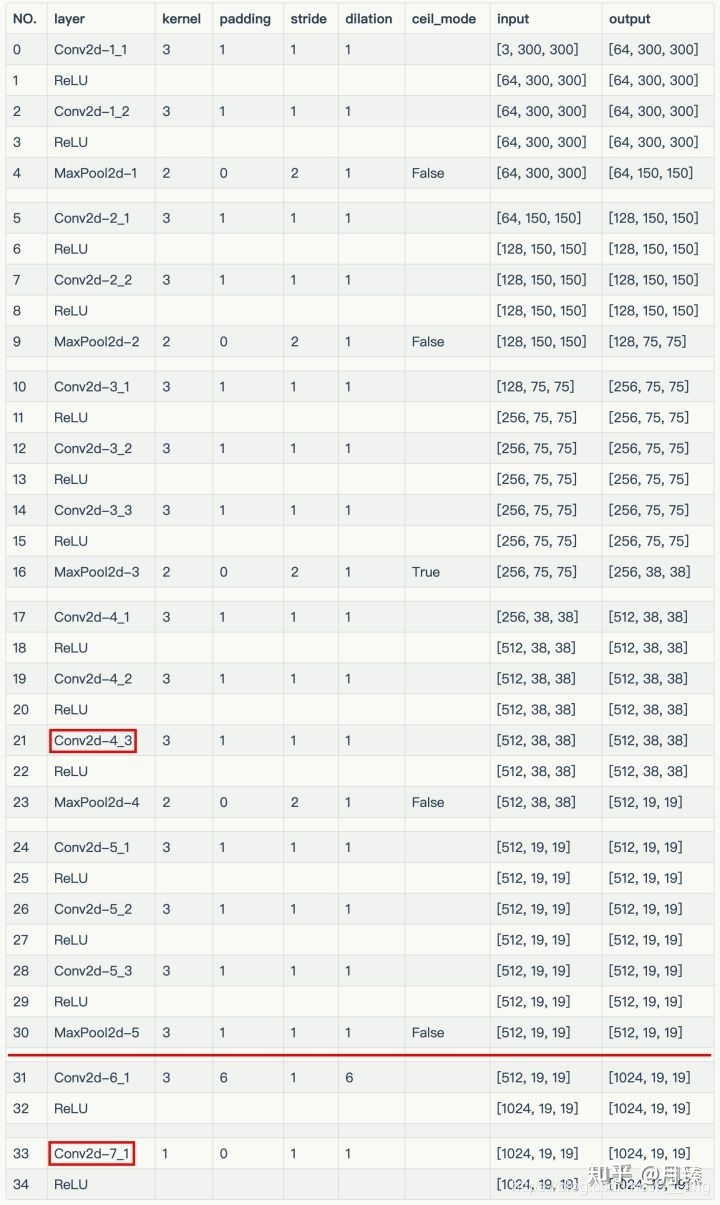 NO. layer kernel padding stride dilation ceil_mode input output
0 Conv2d-1_1 3 1 1 1 [3, 300, 300] [64, 300, 300]
1 ReLU [64, 300, 300] [64, 300, 300]
2 Conv2d-1_2 3 1 1 1 [64, 300, 300] [64, 300, 300]
3 ReLU [64, 300, 300] [64, 300, 300]
4 MaxPool2d-1 2 0 2 1 False [64, 300, 300] [64, 150, 150]
5 Conv2d-2_1 3 1 1 1 [64, 150, 150] [128, 150, 150]
6 ReLU [128, 150, 150] [128, 150, 150]
7 Conv2d-2_2 3 1 1 1 [128, 150, 150] [128, 150, 150]
8 ReLU [128, 150, 150] [128, 150, 150]
9 MaxPool2d-2 2 0 2 1 False [128, 150, 150] [128, 75, 75]
10 Conv2d-3_1 3 1 1 1 [128, 75, 75] [256, 75, 75]
11 ReLU [256, 75, 75] [256, 75, 75]
12 Conv2d-3_2 3 1 1 1 [256, 75, 75] [256, 75, 75]
13 ReLU [256, 75, 75] [256, 75, 75]
14 Conv2d-3_3 3 1 1 1 [256, 75, 75] [256, 75, 75]
15 ReLU [256, 75, 75] [256, 75, 75]
16 MaxPool2d-3 2 0 2 1 True [256, 75, 75] [256, 38, 38]
17 Conv2d-4_1 3 1 1 1 [256, 38, 38] [512, 38, 38]
18 ReLU [512, 38, 38] [512, 38, 38]
19 Conv2d-4_2 3 1 1 1 [512, 38, 38] [512, 38, 38]
20 ReLU [512, 38, 38] [512, 38, 38]
21 Conv2d-4_3 3 1 1 1 [512, 38, 38] [512, 38, 38]
22 ReLU [512, 38, 38] [512, 38, 38]
23 MaxPool2d-4 2 0 2 1 False [512, 38, 38] [512, 19, 19]
24 Conv2d-5_1 3 1 1 1 [512, 19, 19] [512, 19, 19]
25 ReLU [512, 19, 19] [512, 19, 19]
26 Conv2d-5_2 3 1 1 1 [512, 19, 19] [512, 19, 19]
27 ReLU [512, 19, 19] [512, 19, 19]
28 Conv2d-5_3 3 1 1 1 [512, 19, 19] [512, 19, 19]
29 ReLU [512, 19, 19] [512, 19, 19]
30 MaxPool2d-5 3 1 1 1 False [512, 19, 19] [512, 19, 19]
31 Conv2d-6_1 3 6 1 6 [512, 19, 19] [1024, 19, 19]
32 ReLU [1024, 19, 19] [1024, 19, 19]
33 Conv2d-7_1 1 0 1 1 [1024, 19, 19] [1024, 19, 19]
34 ReLU [1024, 19, 19] [1024, 19, 19]
知乎 @月臻